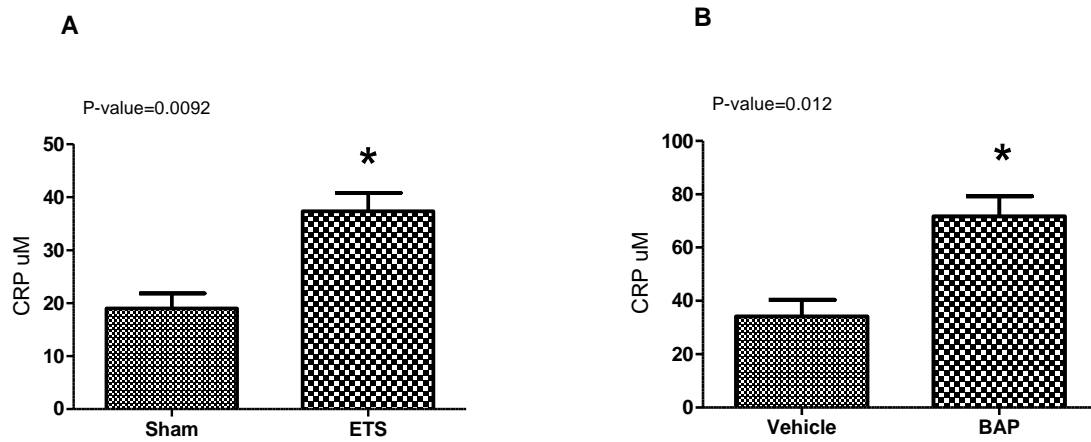 A
P-value=0.0092
CRP uM
50
40
30
20
10
0
*
Sham
ETS
B
P-value=0.012
CRP uM
100
80
60
40
20
0
*
Vehicle
BAP